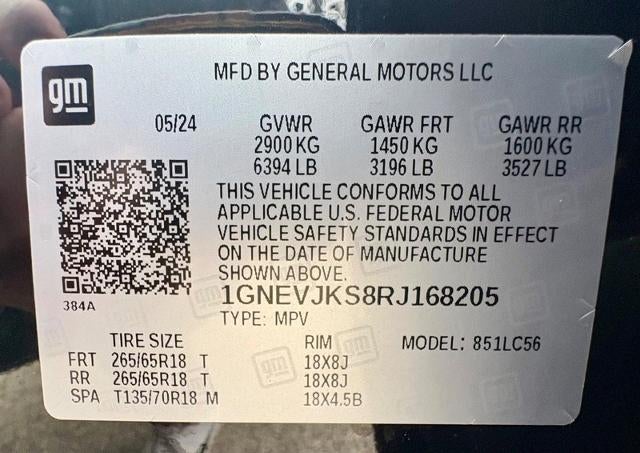 gm
MFD BY GENERAL MOTORS LLC
05/24 GVWR GAWR FRT GAWR RR
2900 KG 1450 KG 1600 KG
6394 LB 3196 LB 3527 LB
THIS VEHICLE CONFORMS TO ALL
APPLICABLE U.S. FEDERAL MOTOR
VEHICLE SAFETY STANDARDS IN EFFECT
ON THE DATE OF MANUFACTURE
SHOWN ABOVE.
384A
1GNEVJKS8RJ168205
TYPE: MPV
TIRE SIZE RIM MODEL: 851LC56
FRT 265/65R18 T 18X8J
RR 265/65R18 T 18X8J
SPA T135/70R18 M 18X4.5B